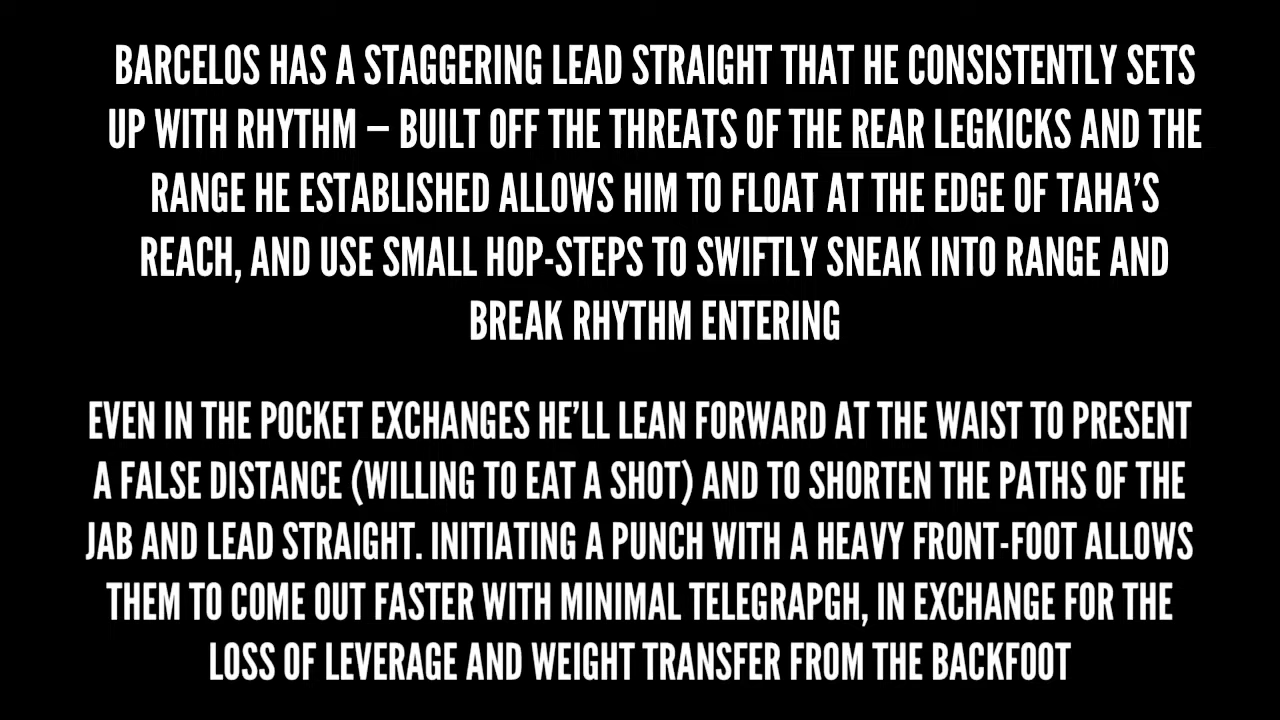 BARCELOS HAS A STAGGERING LEAD STRAIGHT THAT HE CONSISTENTLY SETS
UP WITH RHYTHM – BUILT OFF THE THREATS OF THE REAR LEGKICKS AND THE
RANGE HE ESTABLISHED ALLOWS HIM TO FLOAT AT THE EDGE OF TAHA’S
REACH, AND USE SMALL HOP-STEPS TO SWIFTLY SNEAK INTO RANGE AND
BREAK RHYTHM ENTERING
EVEN IN THE POCKET EXCHANGES HE’LL LEAN FORWARD AT THE WAIST TO PRESENT
A FALSE DISTANCE (WILLING TO EAT A SHOT) AND TO SHORTEN THE PATHS OF THE
JAB AND LEAD STRAIGHT. INITIATING A PUNCH WITH A HEAVY FRONT-FOOT ALLOWS
THEM TO COME OUT FASTER WITH MINIMAL TELEGRAPGH, IN EXCHANGE FOR THE
LOSS OF LEVERAGE AND WEIGHT TRANSFER FROM THE BACKFOOT